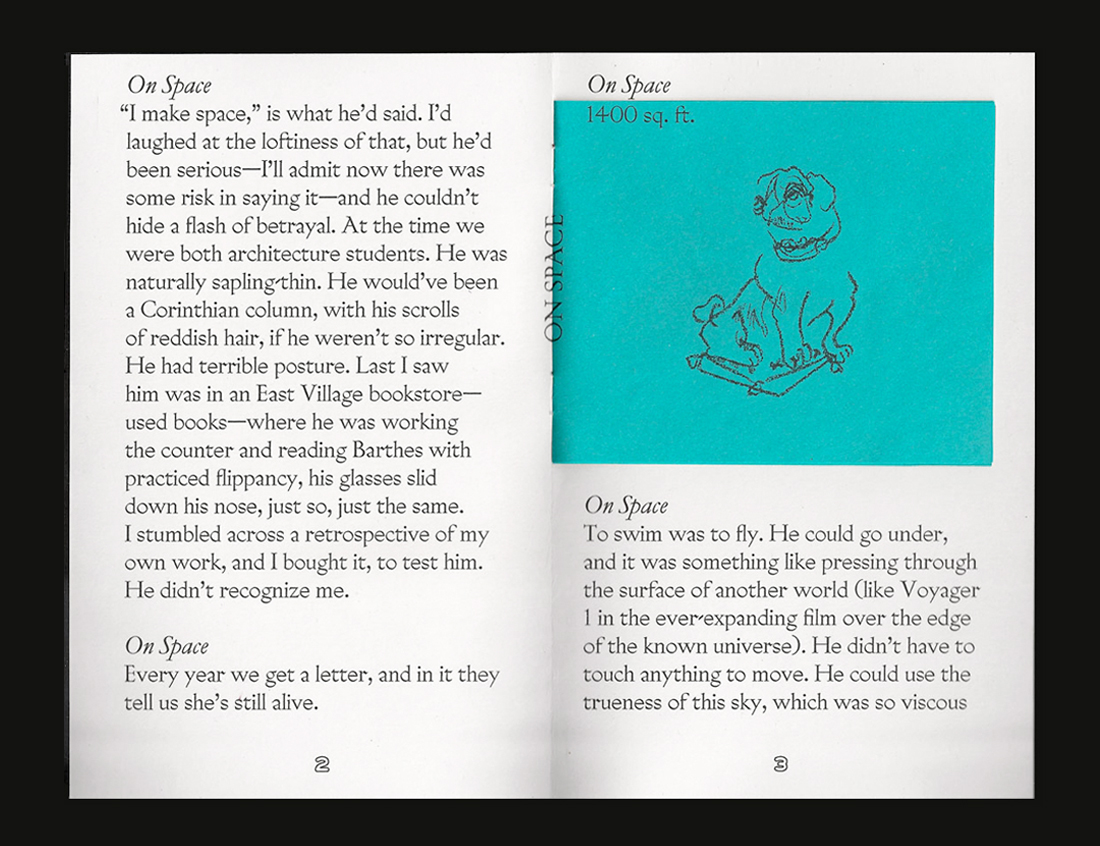 On Space
“I make space,” is what he’d said. I’d
laughed at the loftiness of that, but he’d
been serious—I’ll admit now there was
some risk in saying it—and he couldn’t
hide a flash of betrayal. At the time we
were both architecture students. He was
naturally sapling-thin. He would’ve been
a Corinthian column, with his scrolls
of reddish hair, if he weren’t so irregular.
He had terrible posture. Last I saw
him was in an East Village bookstore—
used books—where he was working
the counter and reading Barthes with
practiced flippancy, his glasses slid
down his nose, just so, just the same.
I stumbled across a retrospective of my
own work, and I bought it, to test him.
He didn’t recognize me.
On Space
Every year we get a letter, and in it they
tell us she’s still alive.
2
ON SPACE
On Space
1400 sq. ft.
On Space
To swim was to fly. He could go under,
and it was something like pressing through
the surface of another world (like Voyager
1 in the ever-expanding film over the edge
of the known universe). He didn’t have to
touch anything to move. He could use the
trueness of this sky, which was so viscous
3